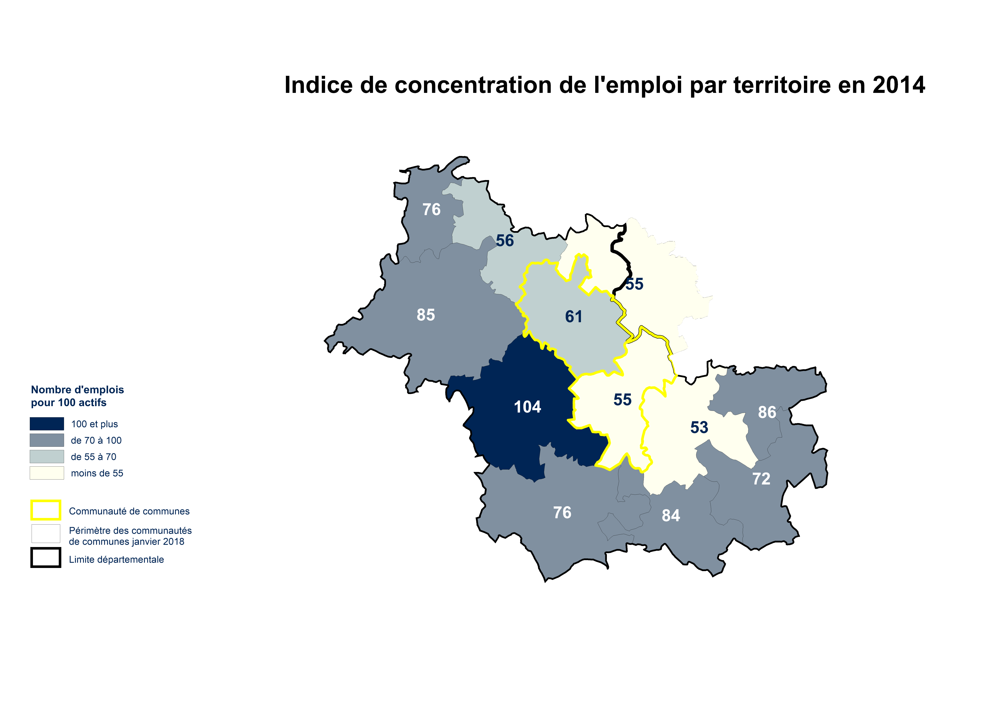 Indice de concentration de l'emploi par territoire en 2014
76
56
55
85
61
104
55
86
53
72
76
84
Nombre d'emplois
pour 100 actifs
100 et plus
de 70 à 100
de 55 à 70
moins de 55
Communauté de communes
Périmètre des communautés
de communes janvier 2018
Limite départementale